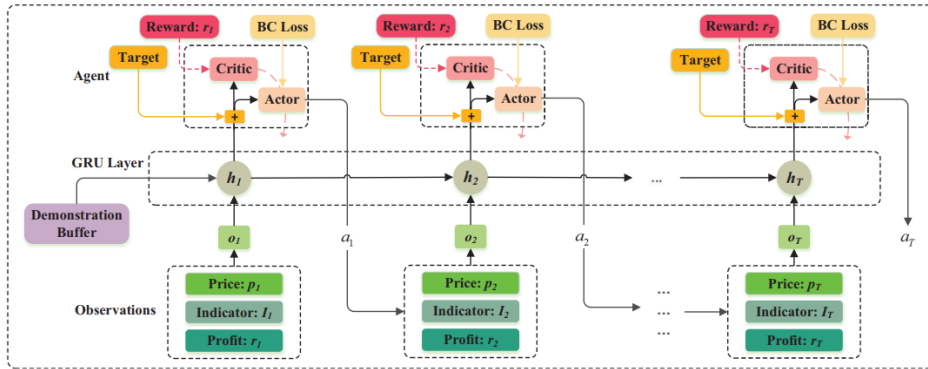 Reward: r1
BC Loss
Reward: r2
BC Loss
Reward: rT
BC Loss
Target
Critic
Target
Critic
Target
Critic
Agent
Actor
Actor
Actor
+
+
+
GRU Layer
h1
h2
...
hT
Demonstration
Buffer
o1
a1
o2
a2
oT
aT
Price: p1
Price: p2
...
Price: pT
Observations
Indicator: I1
Indicator: I2
...
Indicator: IT
Profit: r1
Profit: r2
...
Profit: rT